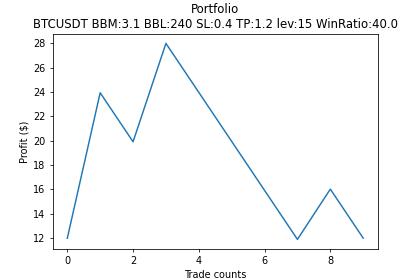 Portfolio
BTCUSDT BBM:3.1 BBL:240 SL:0.4 TP:1.2 lev:15 WinRatio:40.0
28
26
24
22
20
18
16
14
12
Profit ($)
0 2 4 6 8
Trade counts